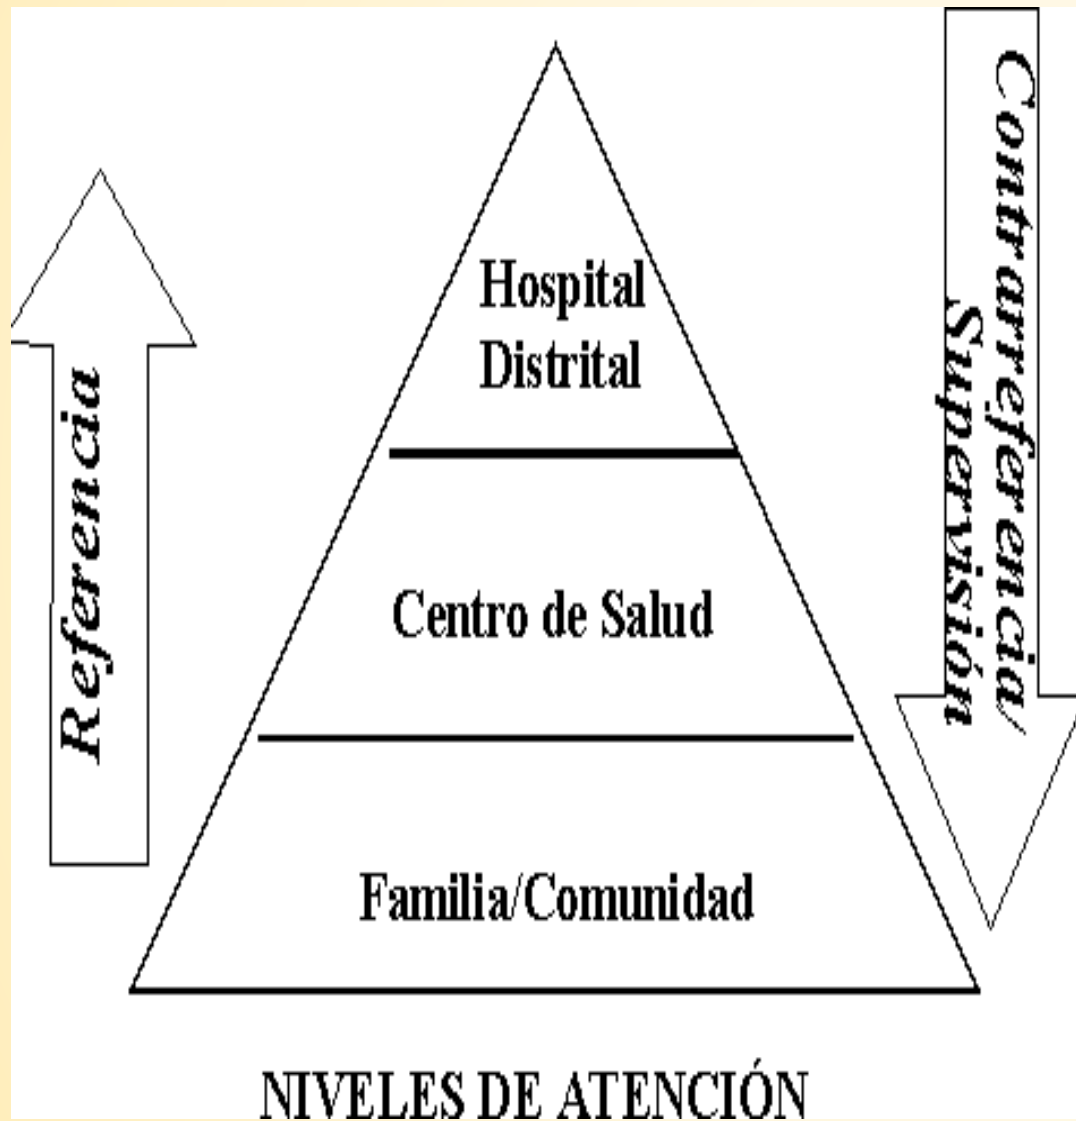 Hospital
Distrital
Centro de Salud
Familia/Comunidad
Referencia
Contrarreferencia/
Supervisión
NIVELES DE ATENCIÓN